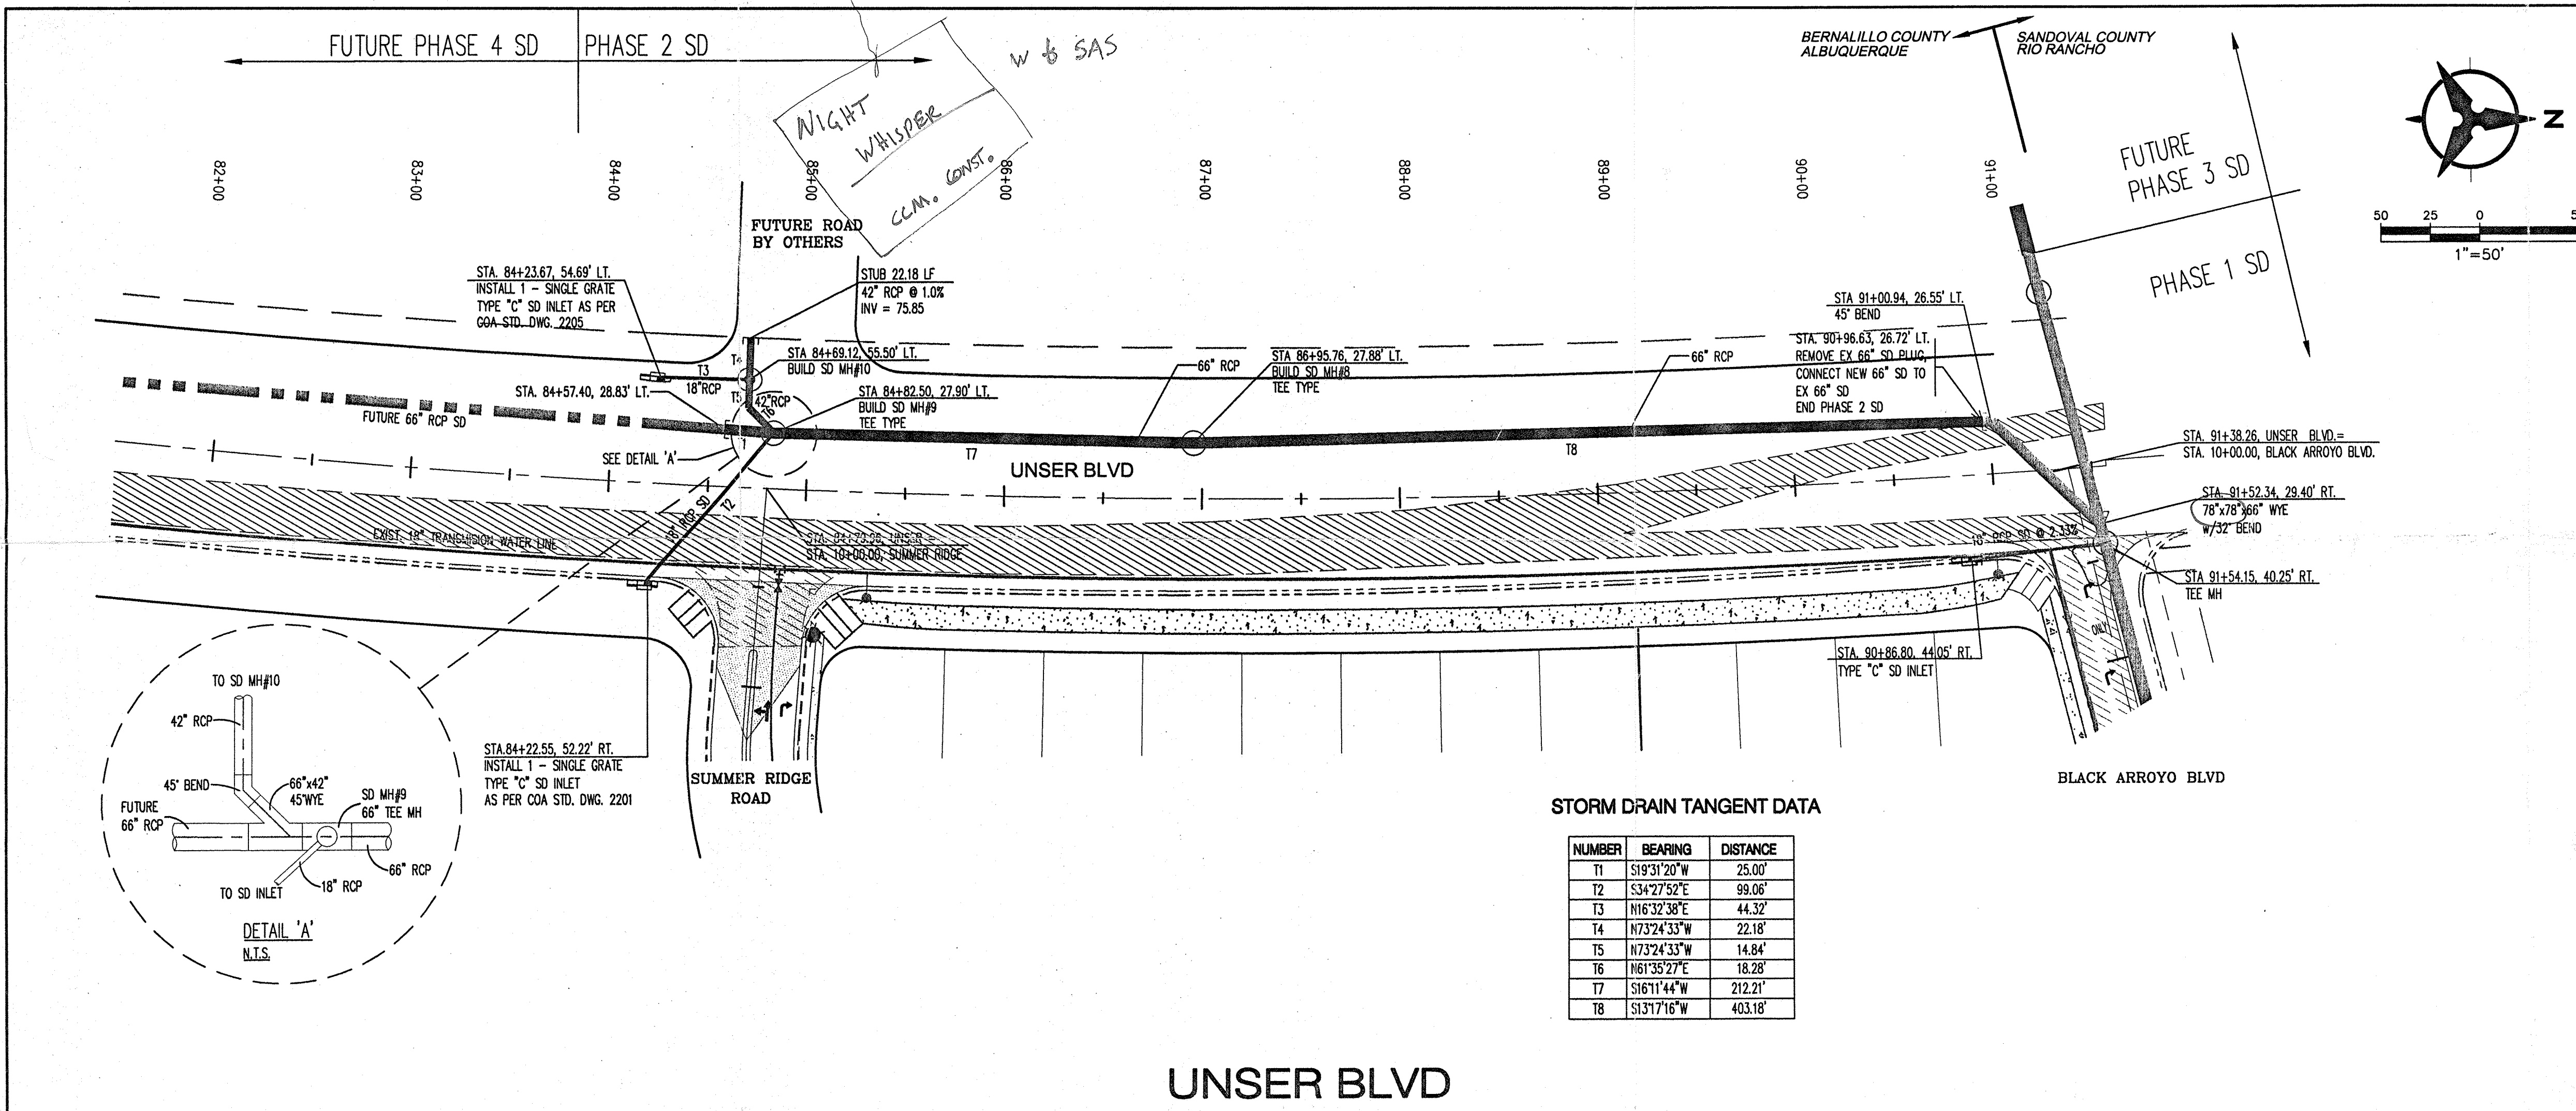 FUTURE PHASE 4 SD
PHASE 2 SD
W & SAS
NIGHT
WHISPER
CCM. CONST.
BERNALILLO COUNTY
ALBUQUERQUE
SANDOVAL COUNTY
RIO RANCHO
FUTURE
PHASE 3 SD
PHASE 1 SD
N
50 25 0
1"=50'
82+00
83+00
84+00
85+00
86+00
87+00
88+00
89+00
90+00
91+00
FUTURE ROAD
BY OTHERS
STA. 84+23.67, 54.69' LT.
INSTALL 1 - SINGLE GRATE
TYPE "C" SD INLET AS PER
COA STD. DWG. 2205
STUB 22.18 LF
42" RCP @ 1.0%
INV = 75.85
STA 84+69.12, 55.50' LT.
BUILD SD MH#10
T4
T3
18"RCP
T5
42"RCP
T6
STA. 84+57.40, 28.83' LT.
STA 84+82.50, 27.90' LT.
BUILD SD MH#9
TEE TYPE
66" RCP
STA 86+95.76, 27.88' LT.
BUILD SD MH#8
TEE TYPE
66" RCP
STA 91+00.94, 26.55' LT.
45° BEND
STA. 90+96.63, 26.72' LT.
REMOVE EX 66" SD PLUG,
CONNECT NEW 66" SD TO
EX 66" SD
END PHASE 2 SD
FUTURE 66" RCP SD
SEE DETAIL 'A'
T7
UNSER BLVD
T8
STA. 91+38.26, UNSER BLVD.=
STA. 10+00.00, BLACK ARROYO BLVD.
STA. 91+52.34, 29.40' RT.
78"x78"x66" WYE
w/32° BEND
18" RCP SD
T2
EXIST. 18" TRANSMISION WATER LINE
STA. 10+00.00, SUMMER RIDGE
18" RCP SD @ 2.33%
STA 91+54.15, 40.25' RT.
TEE MH
ONLY
STA. 90+86.80, 44.05' RT.
TYPE "C" SD INLET
TO SD MH#10
42" RCP
45° BEND
66"x42"
45°WYE
SD MH#9
66" TEE MH
FUTURE
66" RCP
66" RCP
18" RCP
TO SD INLET
DETAIL 'A'
N.T.S.
STA.84+22.55, 52.22' RT.
INSTALL 1 - SINGLE GRATE
TYPE "C" SD INLET
AS PER COA STD. DWG. 2201
SUMMER RIDGE
ROAD
BLACK ARROYO BLVD
STORM DRAIN TANGENT DATA
NUMBER BEARING DISTANCE
T1 S19°31'20"W 25.00'
T2 S34°27'52"E 99.06'
T3 N16°32'38"E 44.32'
T4 N73°24'33"W 22.18'
T5 N73°24'33"W 14.84'
T6 N61°35'27"E 18.28'
T7 S16°11'44"W 212.21'
T8 S13°17'16"W 403.18'
UNSER BLVD